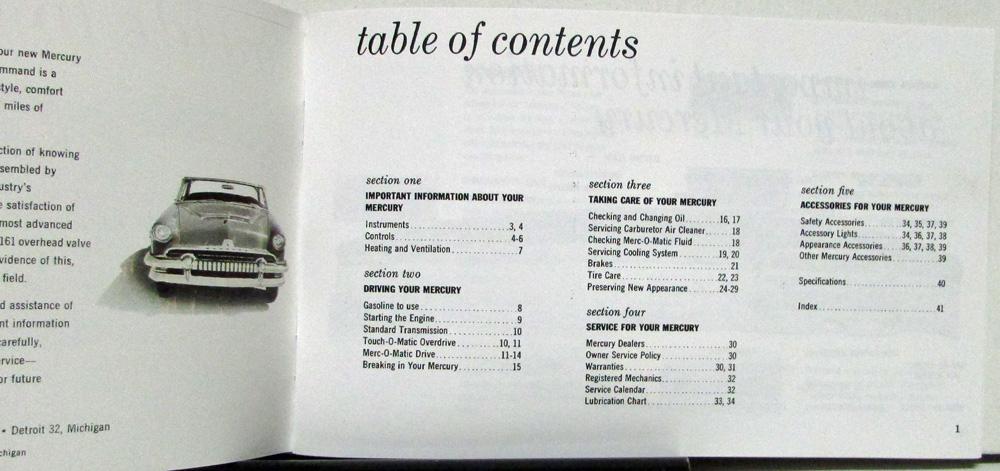 our new Mercury
mmand is a
tyle, comfort
miles of
ction of knowing
sembled by
ustry's
e satisfaction of
most advanced
161 overhead valve
vidence of this,
field.
d assistance of
nt information
carefully,
rvice—
or future
• Detroit 32, Michigan
chigan
table of contents
section one
IMPORTANT INFORMATION ABOUT YOUR
MERCURY
Instruments 3, 4
Controls 4-6
Heating and Ventilation 7
section two
DRIVING YOUR MERCURY
Gasoline to use 8
Starting the Engine 9
Standard Transmission 10
Touch-O-Matic Overdrive 10, 11
Merc-O-Matic Drive 11-14
Breaking in Your Mercury 15
section three
TAKING CARE OF YOUR MERCURY
Checking and Changing Oil 16, 17
Servicing Carburetor Air Cleaner 18
Checking Merc-O-Matic Fluid 18
Servicing Cooling System 19, 20
Brakes 21
Tire Care 22, 23
Preserving New Appearance 24-29
section four
SERVICE FOR YOUR MERCURY
Mercury Dealers 30
Owner Service Policy 30
Warranties 30, 31
Registered Mechanics 32
Service Calendar 32
Lubrication Chart 33, 34
section five
ACCESSORIES FOR YOUR MERCURY
Safety Accessories 34, 35, 37, 39
Accessory Lights 34, 36, 37, 38
Appearance Accessories 36, 37, 38, 39
Other Mercury Accessories 39
Specifications 40
Index 41
1